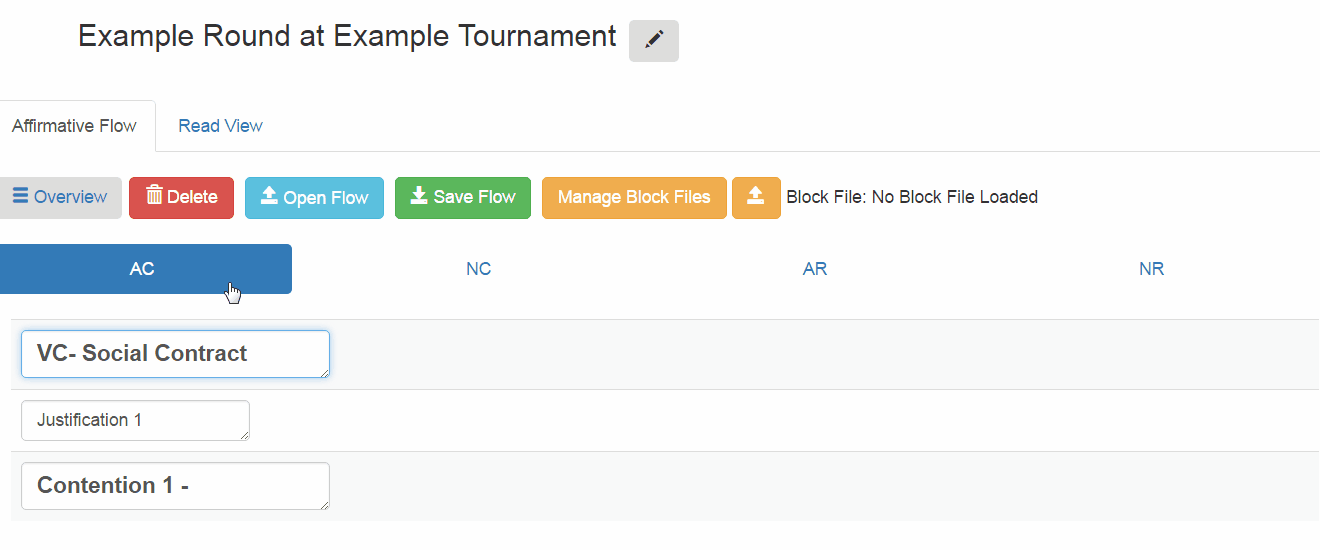 Example Round at Example Tournament
Affirmative Flow Read View
Overview Delete Open Flow Save Flow Manage Block Files Block File: No Block File Loaded
AC NC AR NR
VC- Social Contract
Justification 1
Contention 1 -